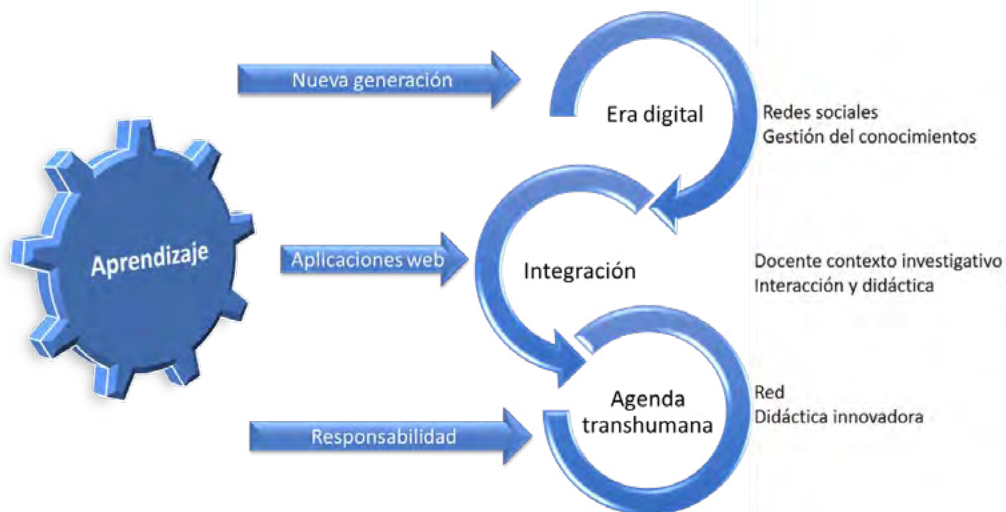 Nueva generación
Era digital
Redes sociales
Gestión del conocimientos
Aprendizaje
Aplicaciones web
Integración
Docente contexto investigativo
Interacción y didáctica
Responsabilidad
Agenda
transhumana
Red
Didáctica innovadora